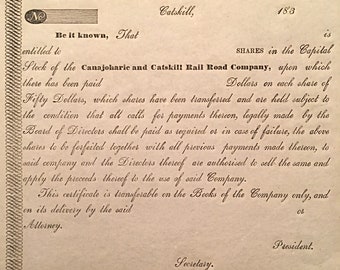 No
Catskill, 183
Be it known, That is
entitled to SHARES in the Capital
Stock of the Canajoharie and Catskill Rail Road Company, upon which
there has been paid Dollars on each share of
Fifty Dollars, which shares have been transferred and are held subject to
the condition that all call for payments thereon, legally made by the
Board of Directors shall be paid as required or in case of failure, the above
shares to be forfeited together with all previous payments made thereon, to
said company and the Directors thereof are authorised to sell the same and
apply the proceeds thereof to the use of said Company.
This certificate is transferable on the Books of the Company only, and
on its delivery by the said or
Attorney.
President.
Secretary.